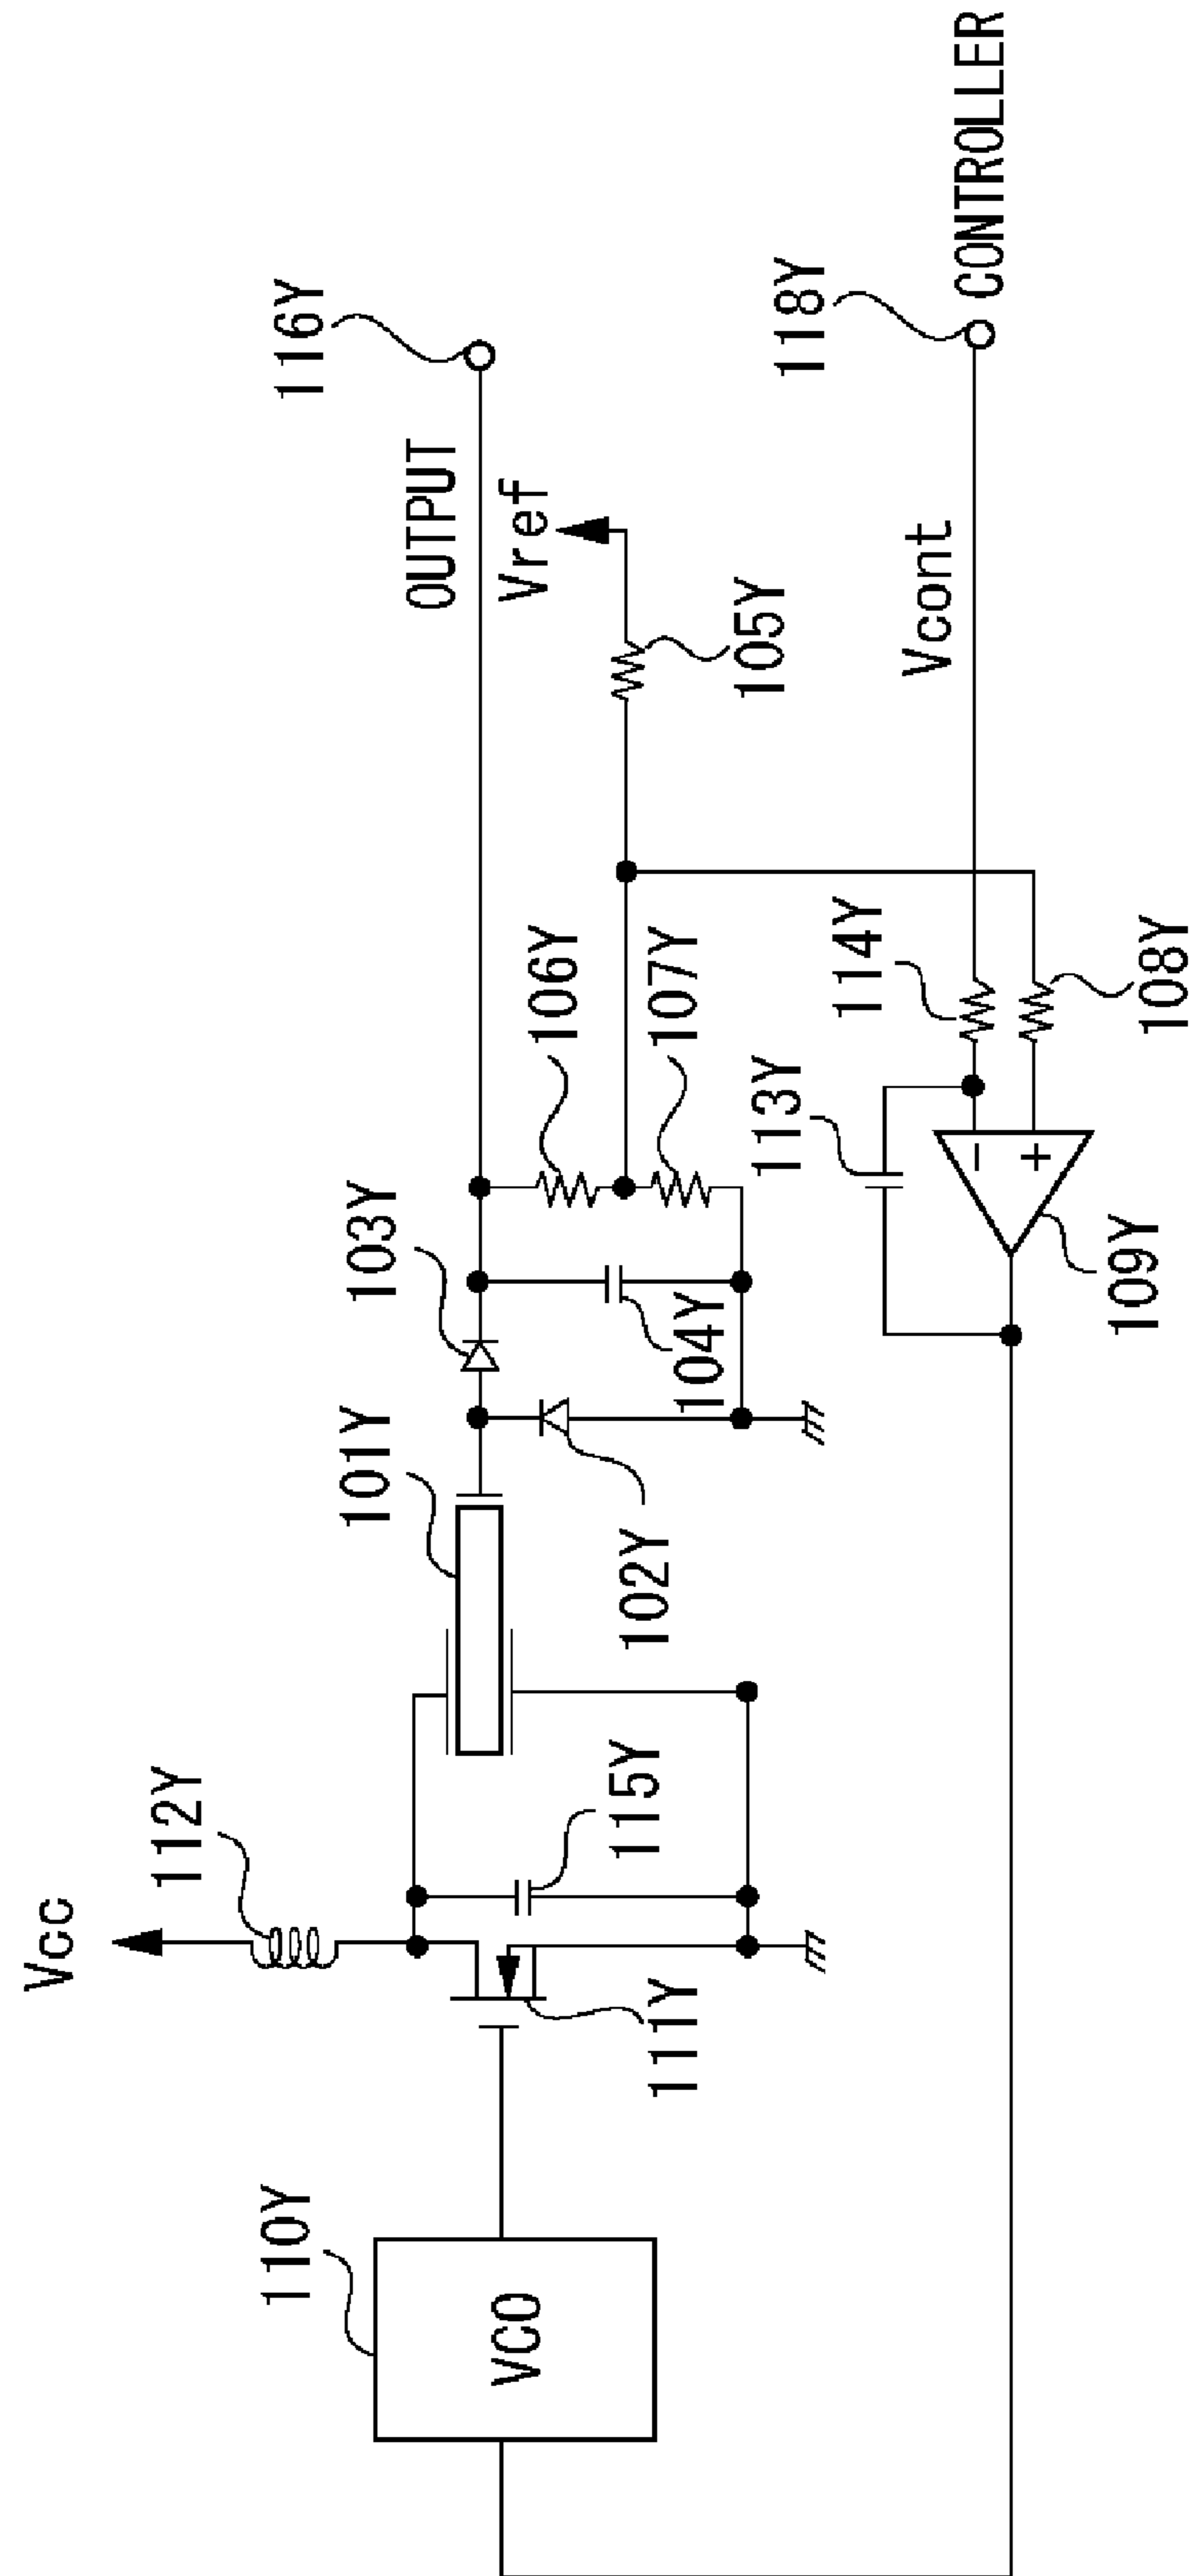 Vcc
112Y
110Y
VCO
111Y
115Y
101Y
102Y
103Y
104Y
106Y
107Y
OUTPUT
116Y
Vref
105Y
113Y
114Y
109Y
108Y
Vcont
118Y
CONTROLLER
-
+